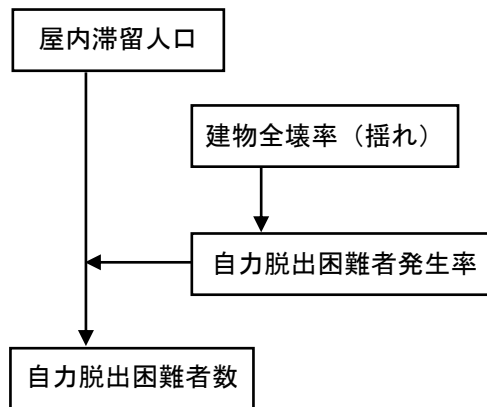 屋内滞留人口
建物全壊率（揺れ）
自力脱出困難者発生率
自力脱出困難者数